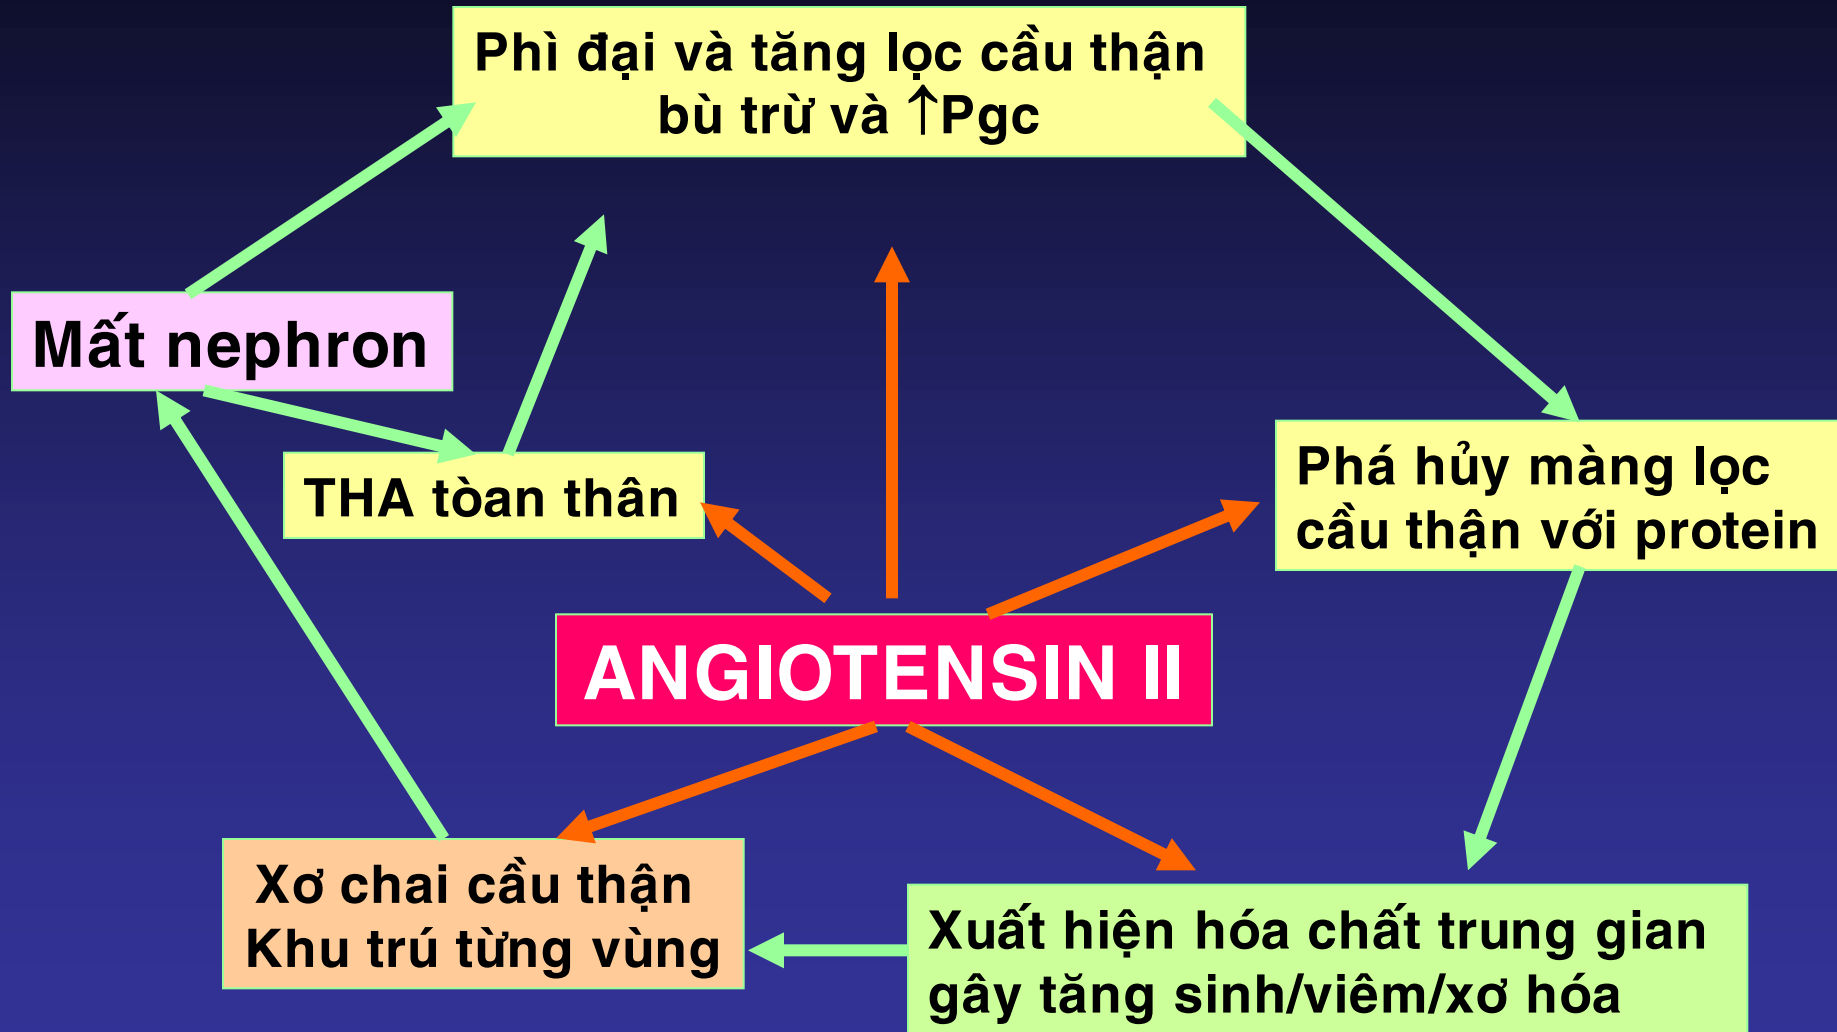 Phì đại và tăng lọc cầu thận
bù trừ và ↑Pgc
Mất nephron
THA tòan thân
Phá hủy màng lọc
cầu thận với protein
ANGIOTENSIN II
Xơ chai cầu thận
Khu trú từng vùng
Xuất hiện hóa chất trung gian
gây tăng sinh/viêm/xơ hóa